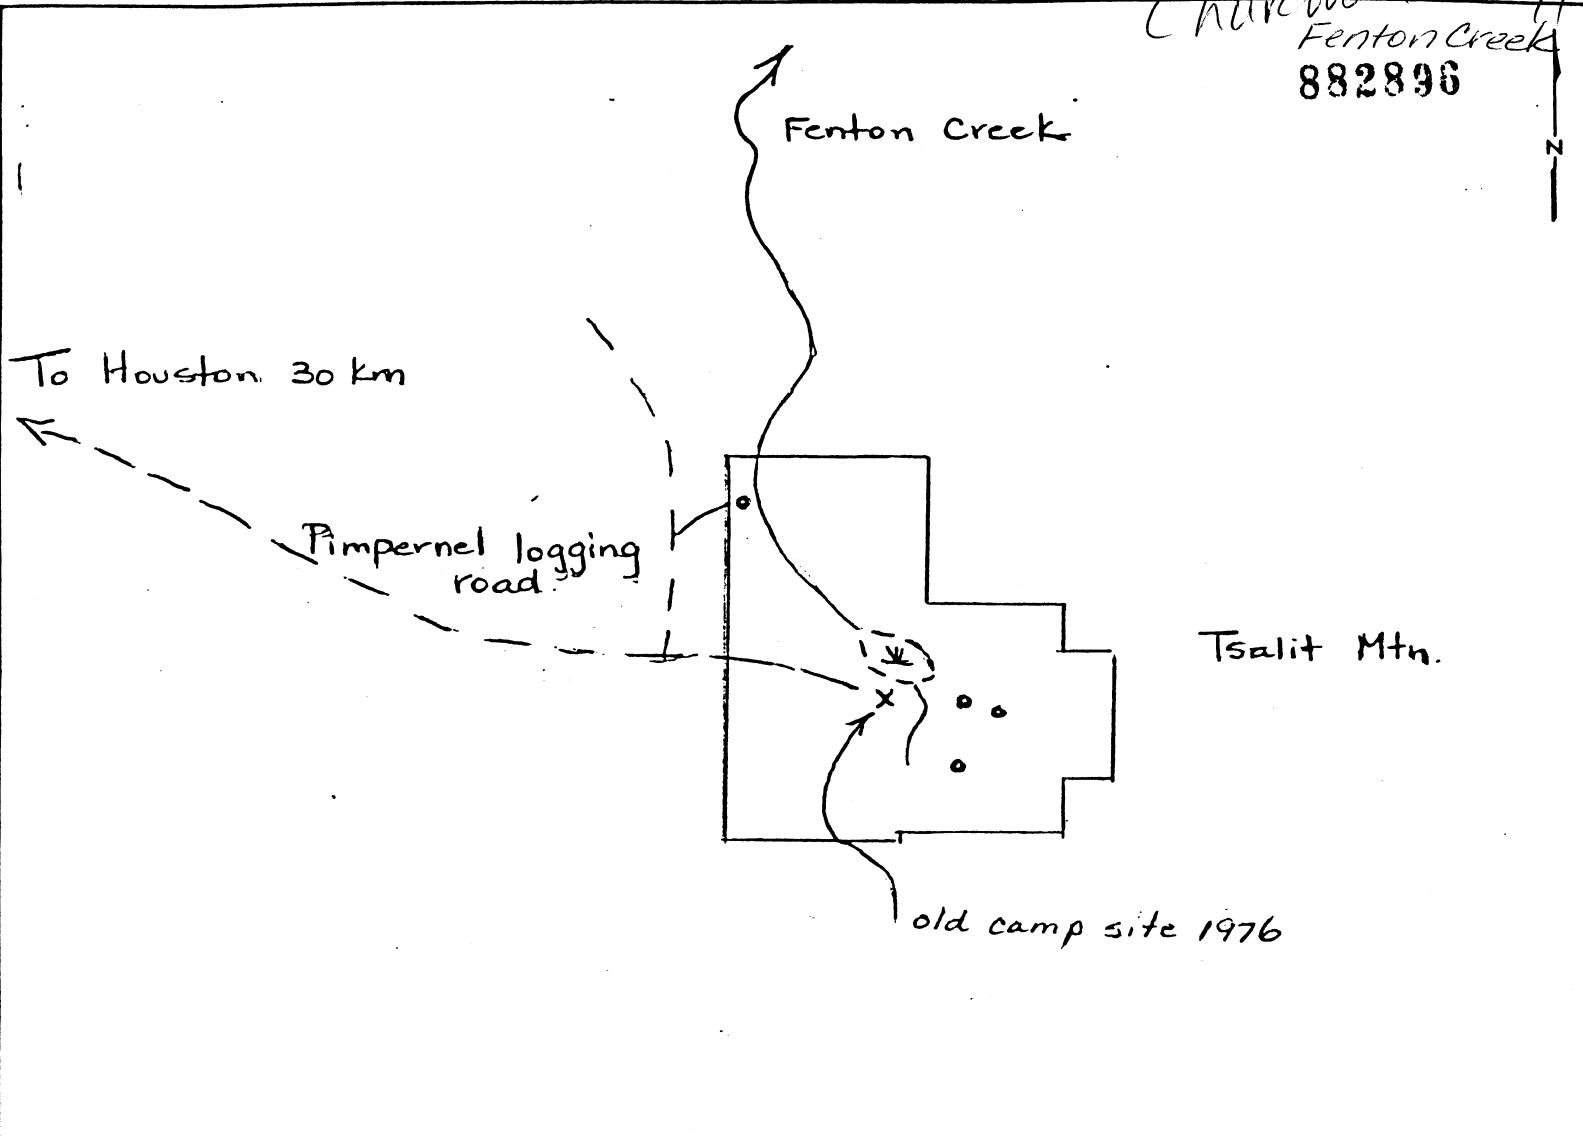 Fenton Creek
882896
N
Fenton Creek
To Houston 30 km
Pimpernel logging
road
Tsalit Mtn.
x
old camp site 1976